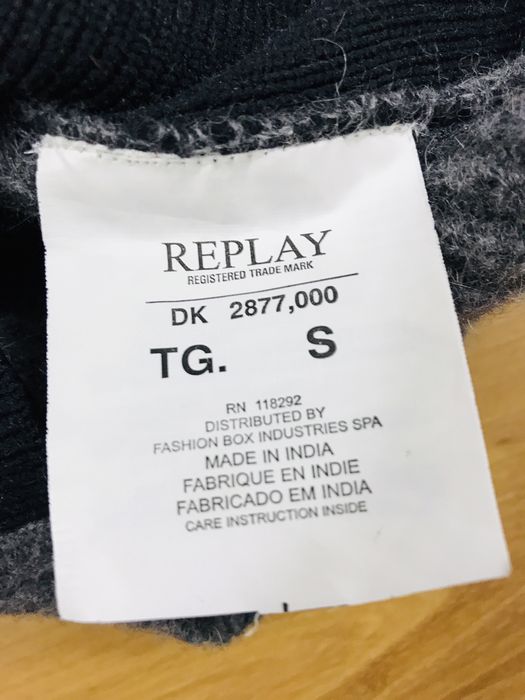 REPLAY
REGISTERED TRADE MARK
DK 2877,000
TG. S
RN 118292
DISTRIBUTED BY
FASHION BOX INDUSTRIES SPA
MADE IN INDIA
FABRIQUE EN INDIE
FABRICADO EM INDIA
CARE INSTRUCTION INSIDE